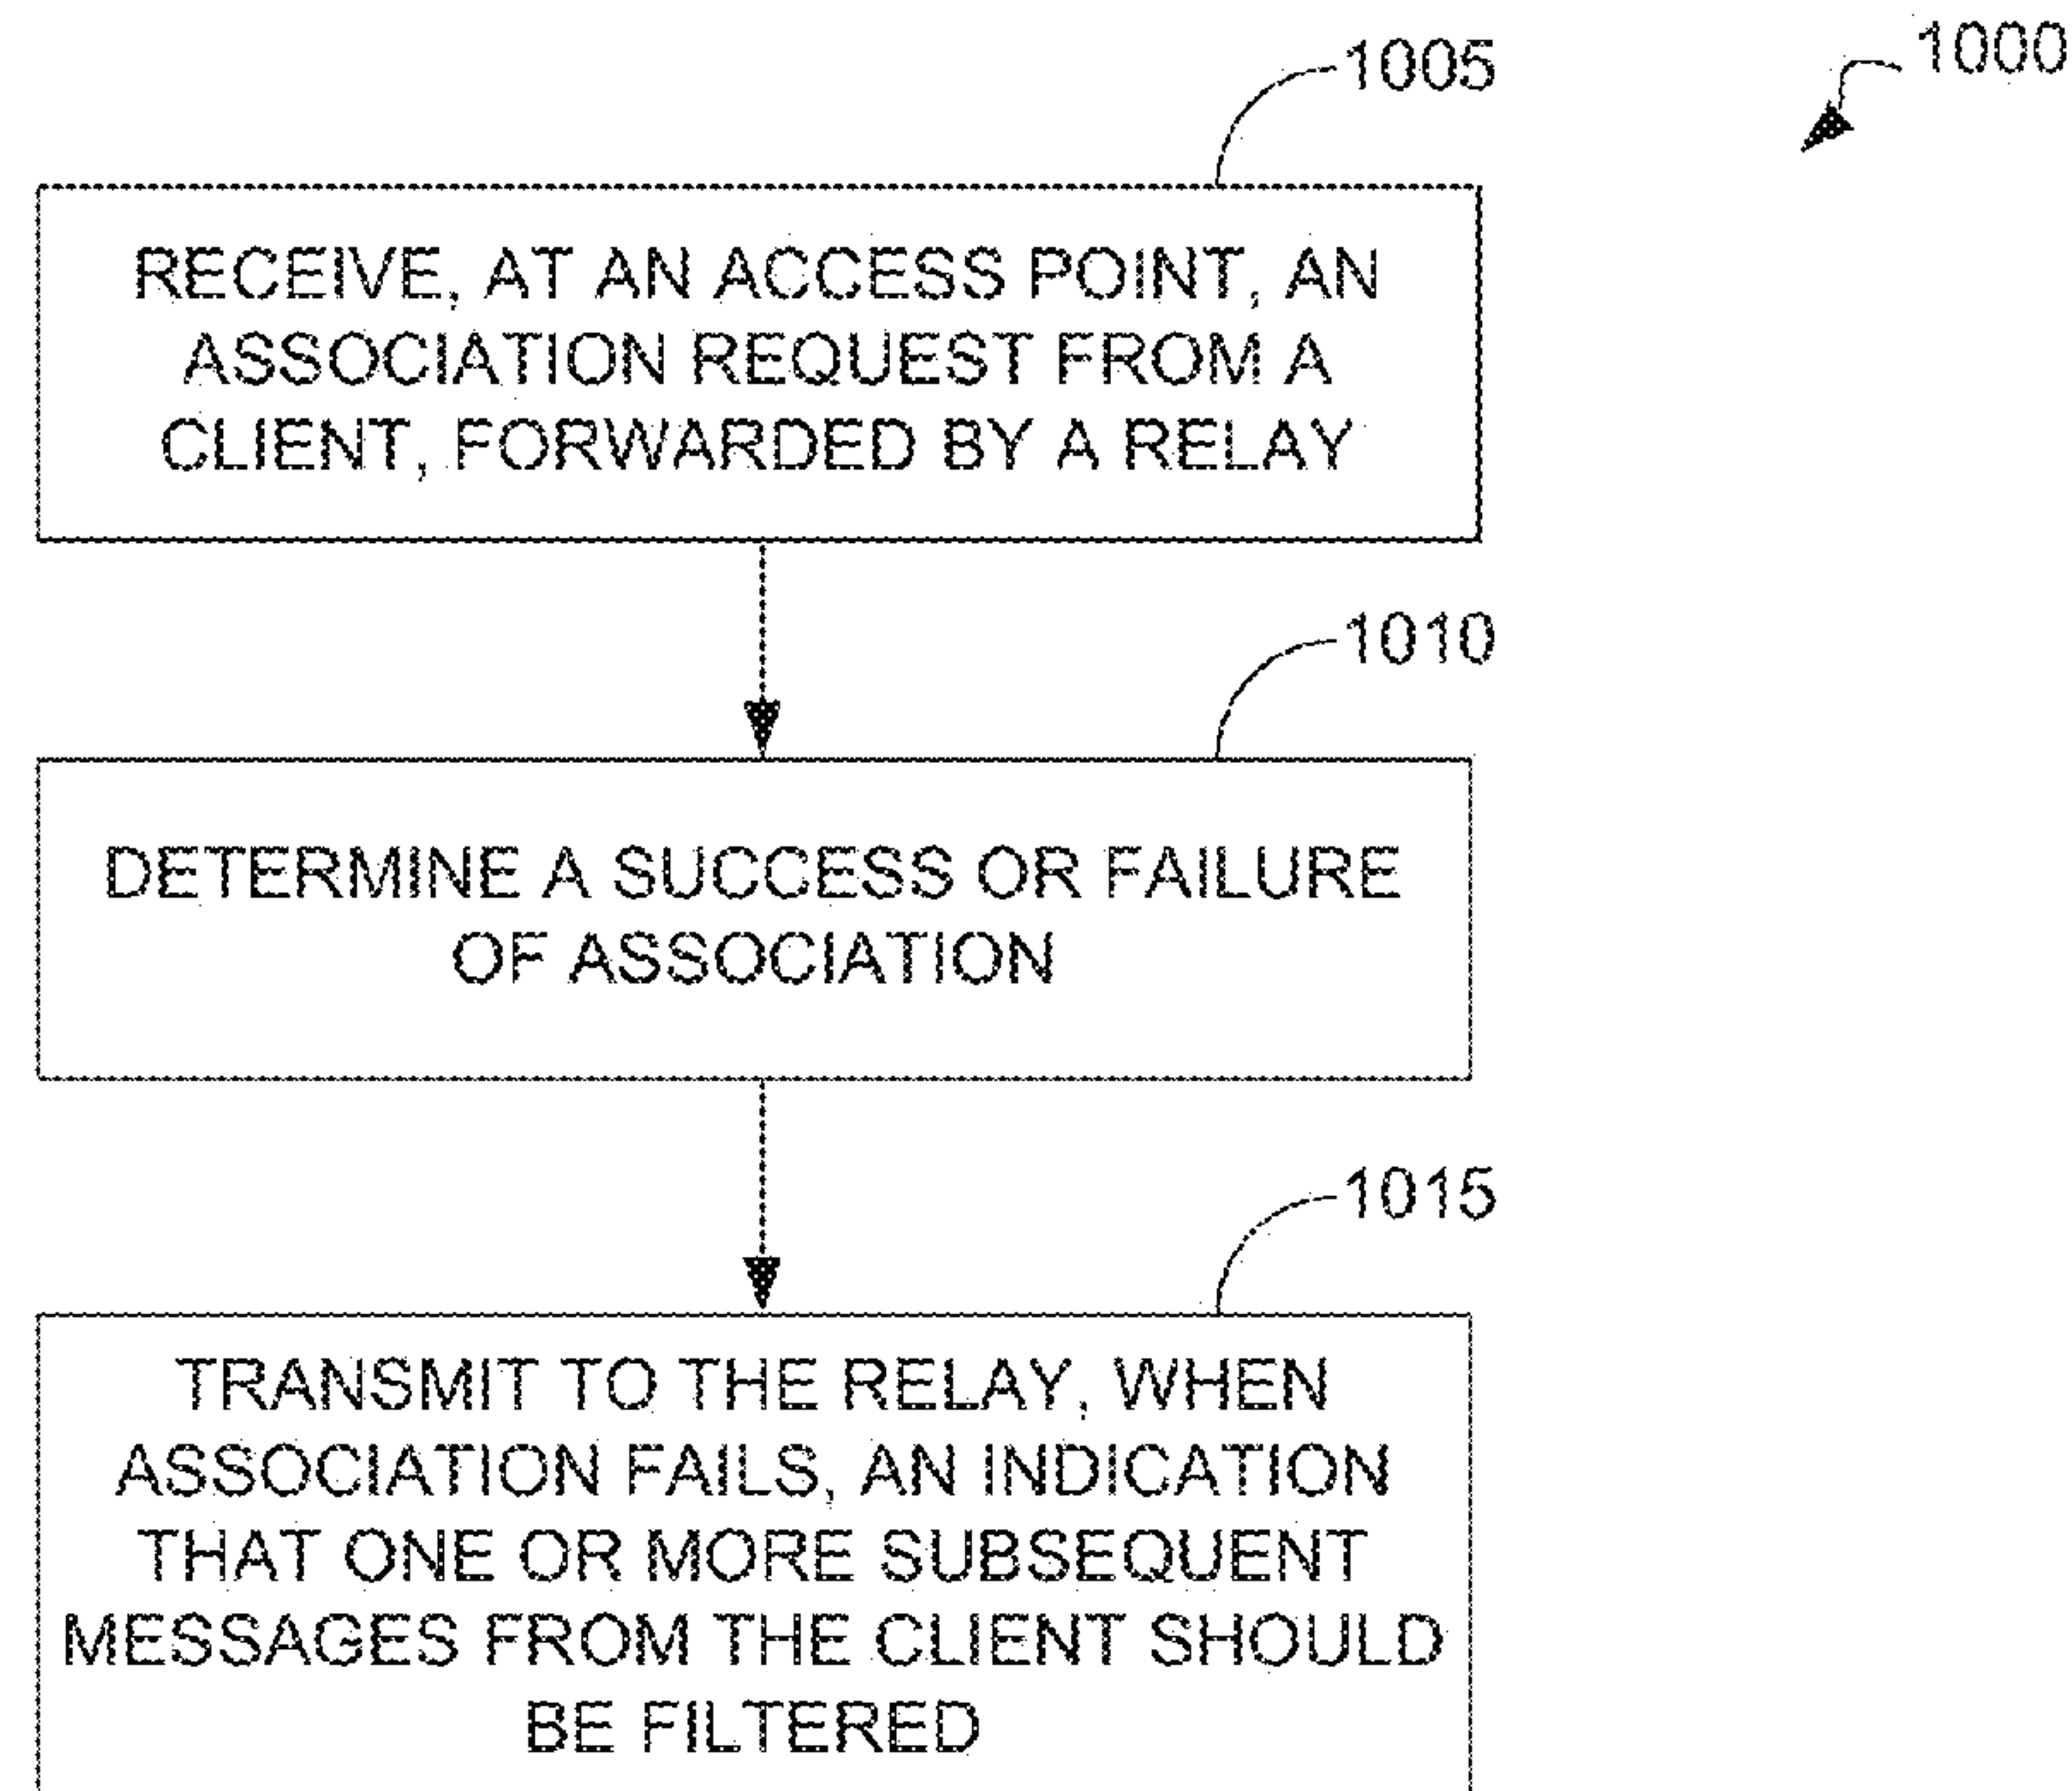 1000
1005
RECEIVE, AT AN ACCESS POINT, AN
ASSOCIATION REQUEST FROM A
CLIENT, FORWARDED BY A RELAY
1010
DETERMINE A SUCCESS OR FAILURE
OF ASSOCIATION
1015
TRANSMIT TO THE RELAY, WHEN
ASSOCIATION FAILS, AN INDICATION
THAT ONE OR MORE SUBSEQUENT
MESSAGES FROM THE CLIENT SHOULD
BE FILTERED